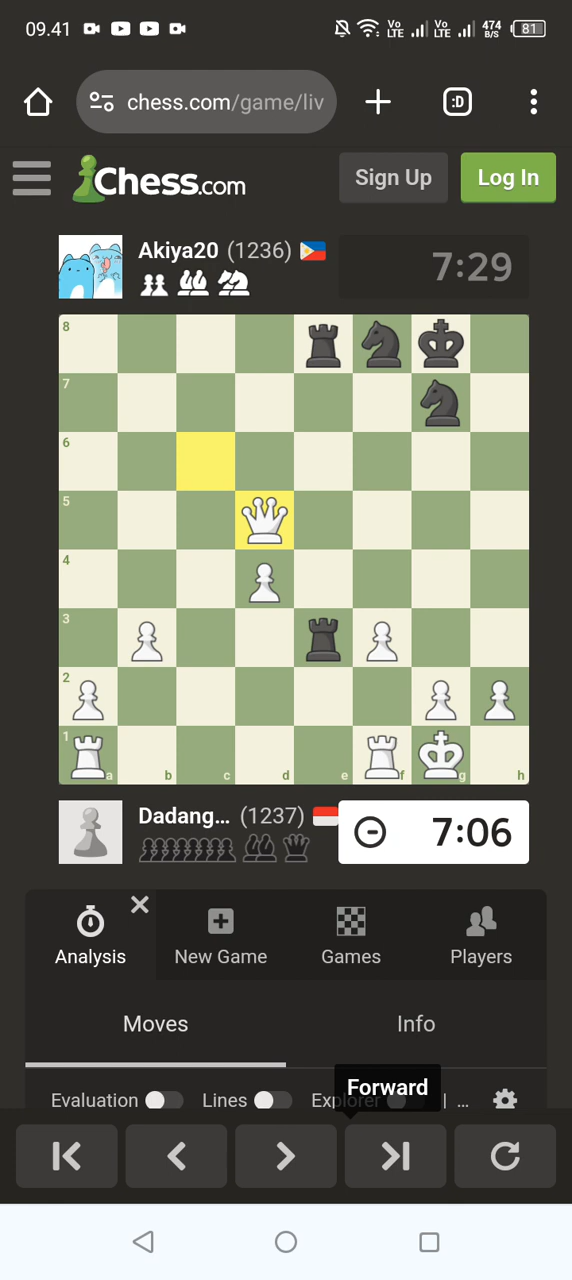 09.41 Vo LTE Vo LTE 474 B/S 81
chess.com/game/liv :D
Chess.com Sign Up Log In
Akiya20 (1236) 7:29
8
7
6
5
4
3
2
1 a b c d e f g h
Dadang... (1237) 7:06
Analysis New Game Games Players
Moves Info
Forward
Evaluation Lines Explorer | ...